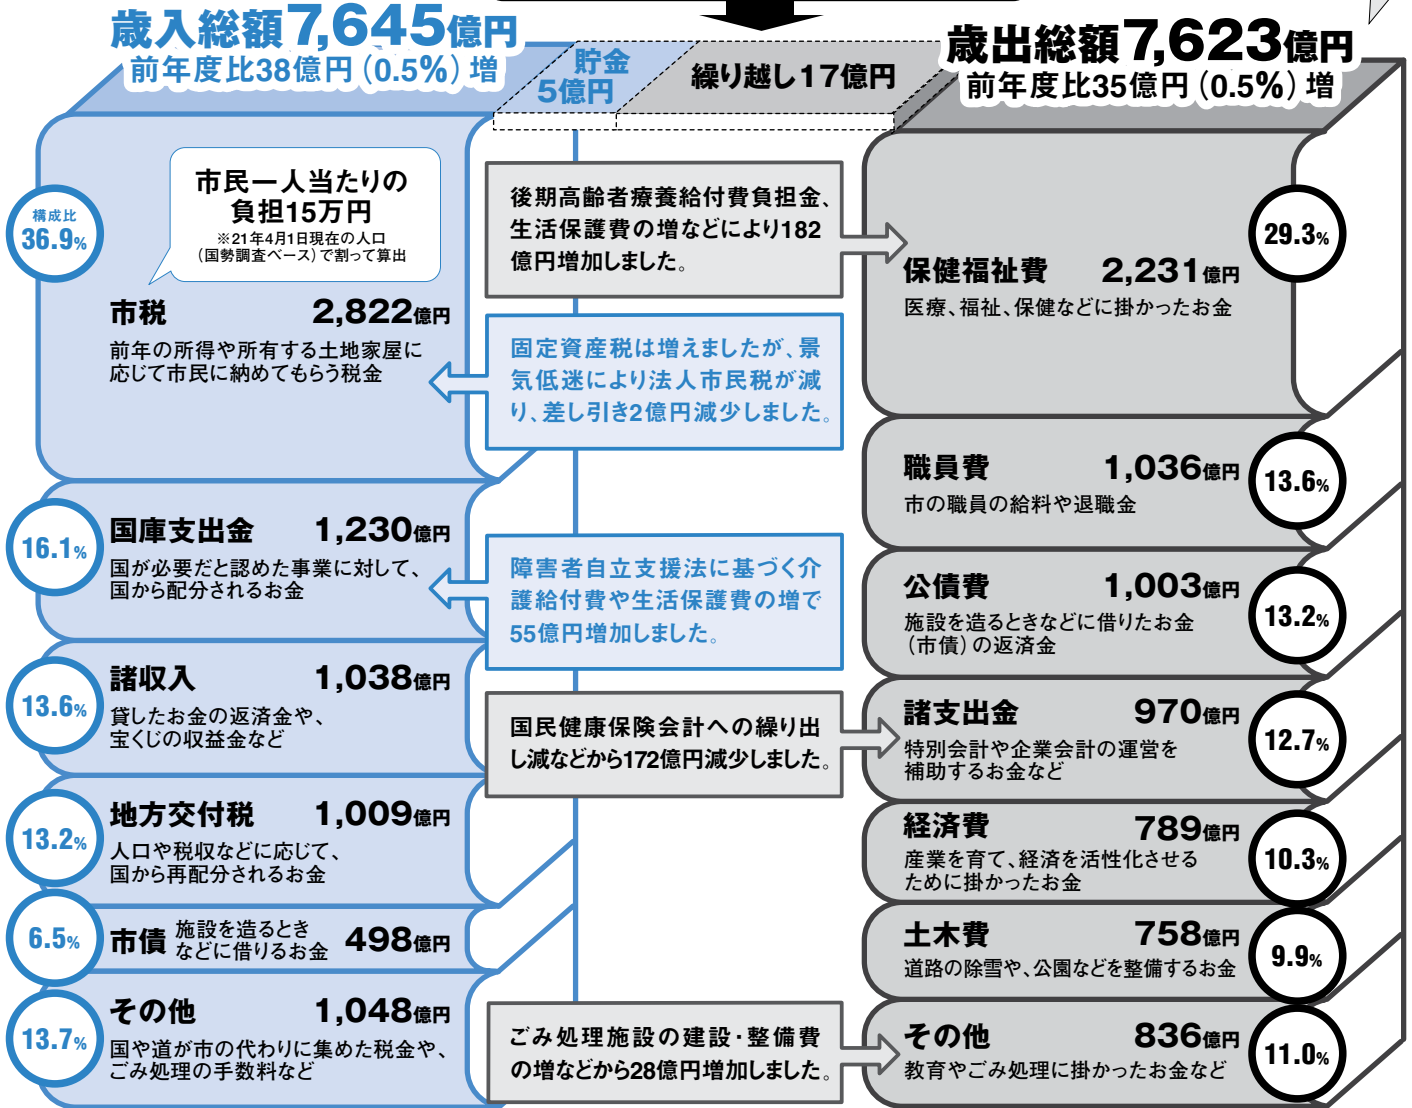 歳入総額7,645億円
前年度比38億円（0.5%）増
貯金
5億円
繰り越し17億円
歳出総額7,623億円
前年度比35億円（0.5%）増
構成比
36.9%
市民一人当たりの
負担15万円
※21年4月1日現在の人口
（国勢調査ベース）で割って算出
市税 2,822億円
前年の所得や所有する土地家屋に
応じて市民に納めてもらう税金
16.1%
国庫支出金 1,230億円
国が必要だと認めた事業に対して、
国から配分されるお金
13.6%
諸収入 1,038億円
貸したお金の返済金や、
宝くじの収益金など
13.2%
地方交付税 1,009億円
人口や税収などに応じて、
国から再配分されるお金
6.5%
市債 施設を造るとき
などに借りるお金 498億円
13.7%
その他 1,048億円
国や道が市の代わりに集めた税金や、
ごみ処理の手数料など
後期高齢者療養給付費負担金、
生活保護費の増などにより182
億円増加しました。
固定資産税は増えましたが、景
気低迷により法人市民税が減
り、差し引き2億円減少しました。
障害者自立支援法に基づく介
護給付費や生活保護費の増で
55億円増加しました。
国民健康保険会計への繰り出
し減などから172億円減少しました。
ごみ処理施設の建設・整備費
の増などから28億円増加しました。
保健福祉費 2,231億円
医療、福祉、保健などに掛かったお金
29.3%
職員費 1,036億円
市の職員の給料や退職金
13.6%
公債費 1,003億円
施設を造るときなどに借りたお金
（市債）の返済金
13.2%
諸支出金 970億円
特別会計や企業会計の運営を
補助するお金など
12.7%
経済費 789億円
産業を育て、経済を活性化させる
ために掛かったお金
10.3%
土木費 758億円
道路の除雪や、公園などを整備するお金
9.9%
その他 836億円
教育やごみ処理に掛かったお金など
11.0%